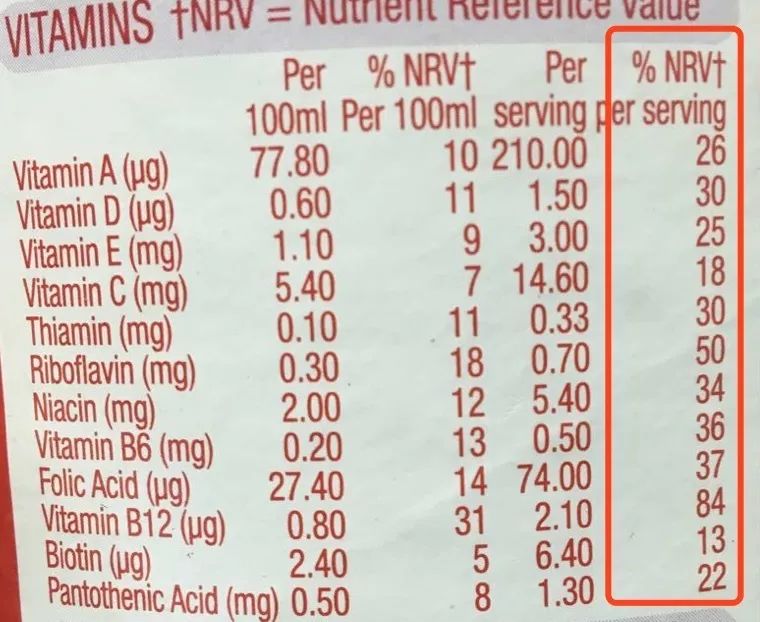 VITAMINS †NRV = Nutrient Reference Value
Per % NRV† Per % NRV†
100ml Per 100ml serving per serving
Vitamin A (µg) 77.80 10 210.00 26
Vitamin D (µg) 0.60 11 1.50 30
Vitamin E (mg) 1.10 9 3.00 25
Vitamin C (mg) 5.40 7 14.60 18
Thiamin (mg) 0.10 11 0.33 30
Riboflavin (mg) 0.30 18 0.70 50
Niacin (mg) 2.00 12 5.40 34
Vitamin B6 (mg) 0.20 13 0.50 36
Folic Acid (µg) 27.40 14 74.00 37
Vitamin B12 (µg) 0.80 31 2.10 84
Biotin (µg) 2.40 5 6.40 13
Pantothenic Acid (mg) 0.50 8 1.30 22